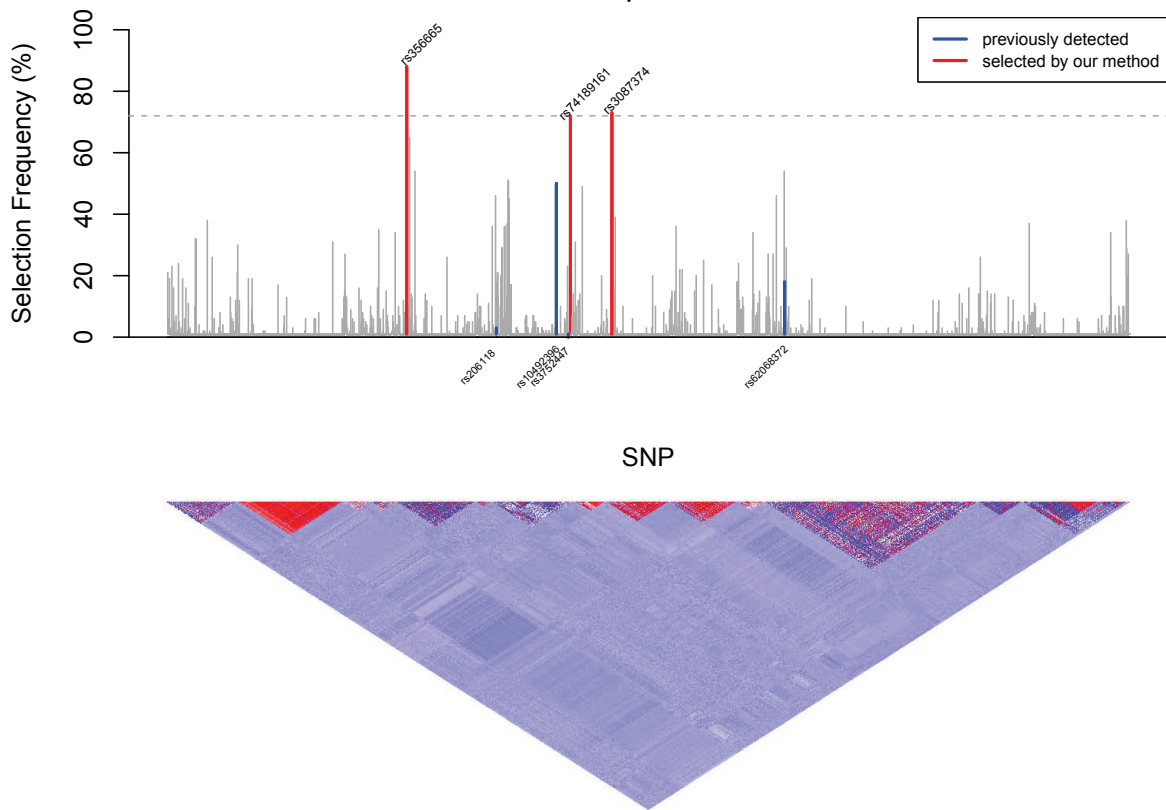 Selection Frequency (%)
100
80
60
40
20
0
rs356665
rs74189161
rs3087374
previously detected
selected by our method
rs206118
rs10492396
rs3752447
rs62068372
SNP